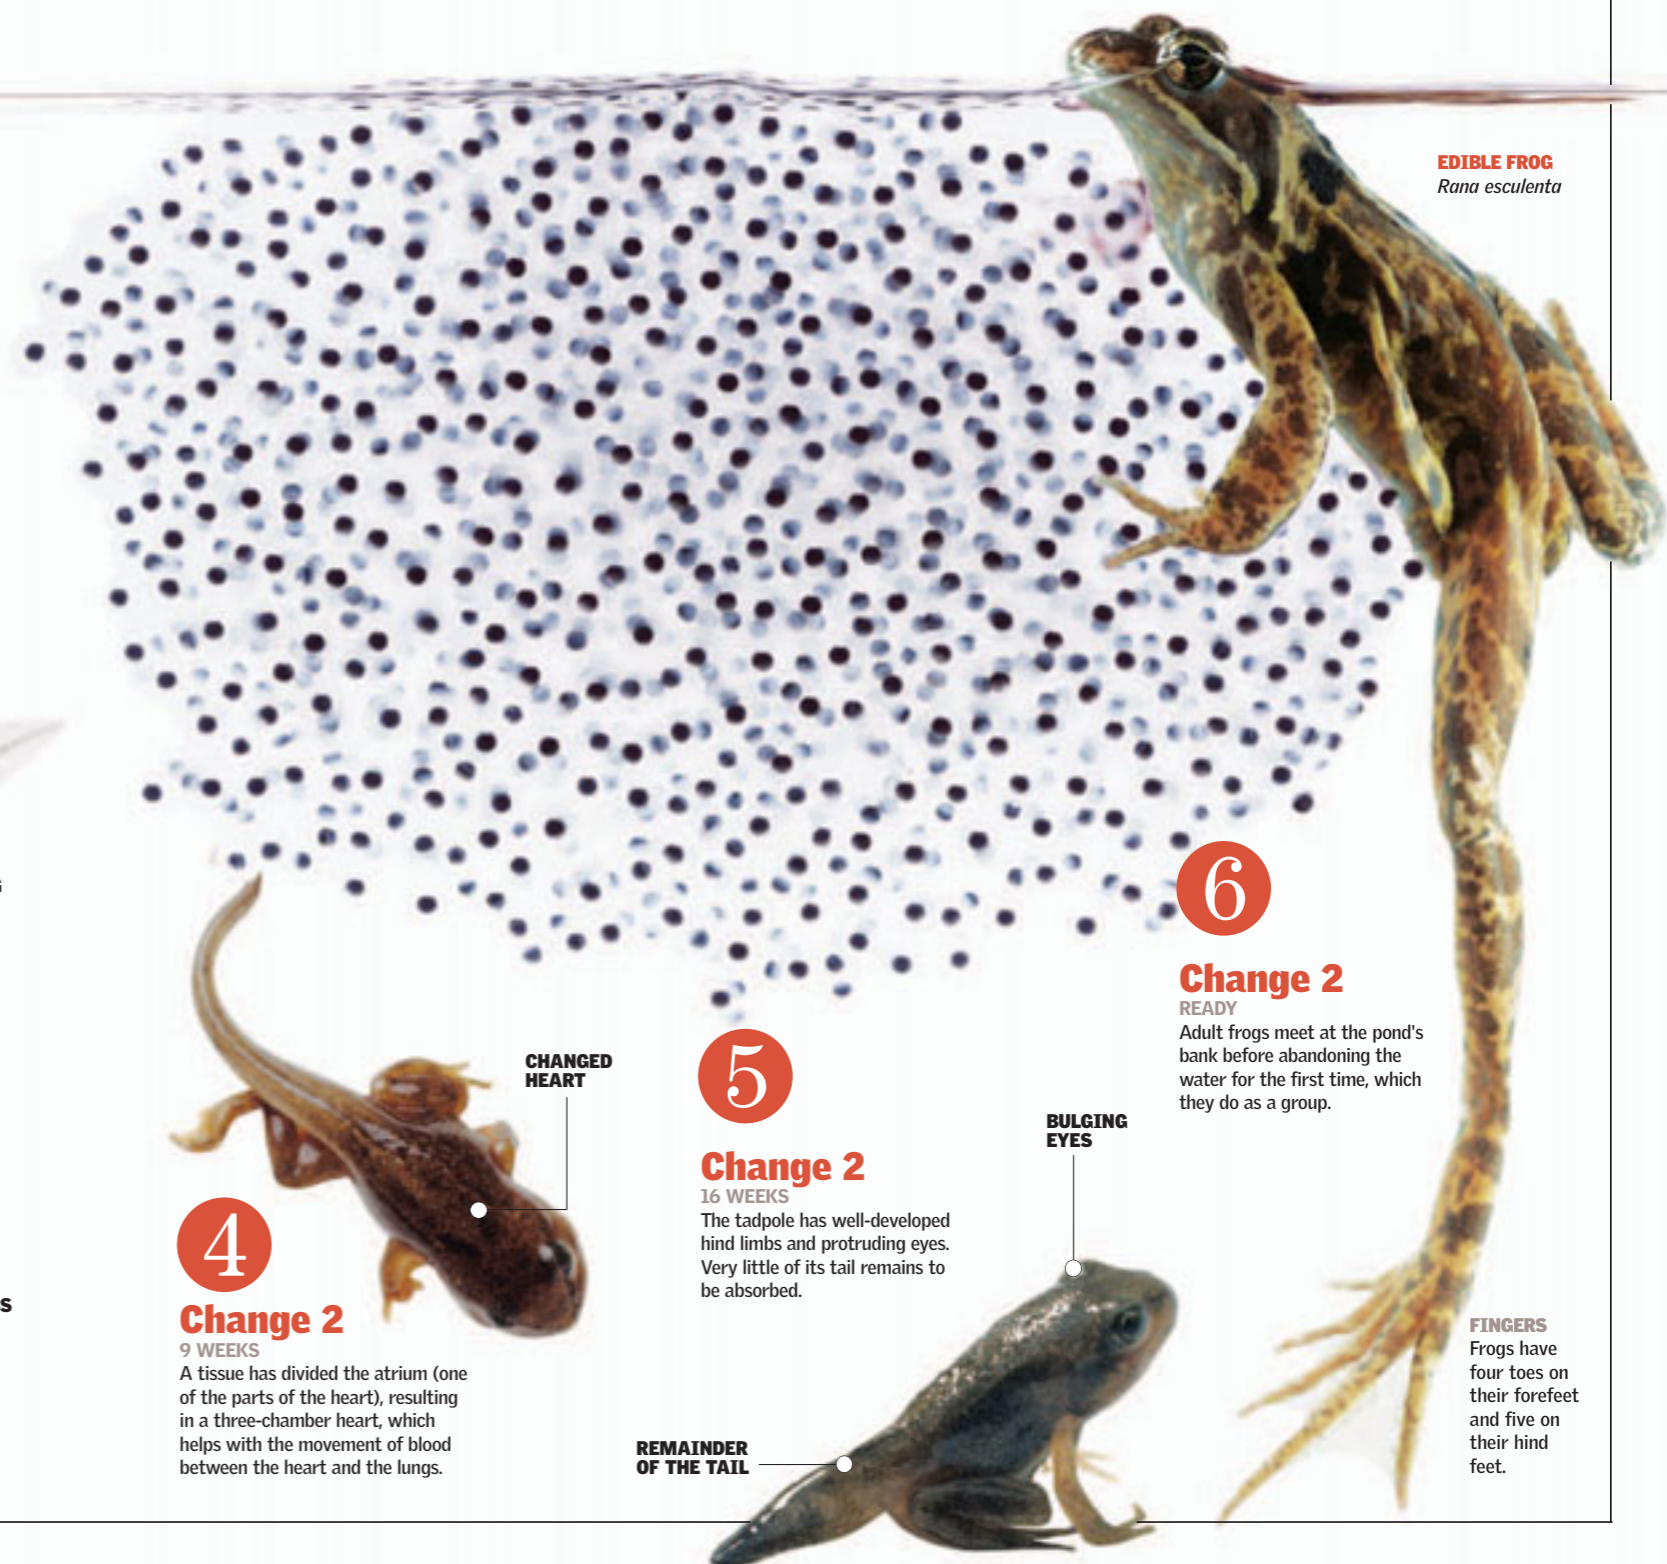 EDIBLE FROG
Rana esculenta
6
Change 2
READY
Adult frogs meet at the pond's
bank before abandoning the
water for the first time, which
they do as a group.
CHANGED
HEART
5
Change 2
16 WEEKS
The tadpole has well-developed
hind limbs and protruding eyes.
Very little of its tail remains to
be absorbed.
BULGING
EYES
4
Change 2
9 WEEKS
A tissue has divided the atrium (one
of the parts of the heart), resulting
in a three-chamber heart, which
helps with the movement of blood
between the heart and the lungs.
REMAINDER
OF THE TAIL
FINGERS
Frogs have
four toes on
their forefeet
and five on
their hind
feet.